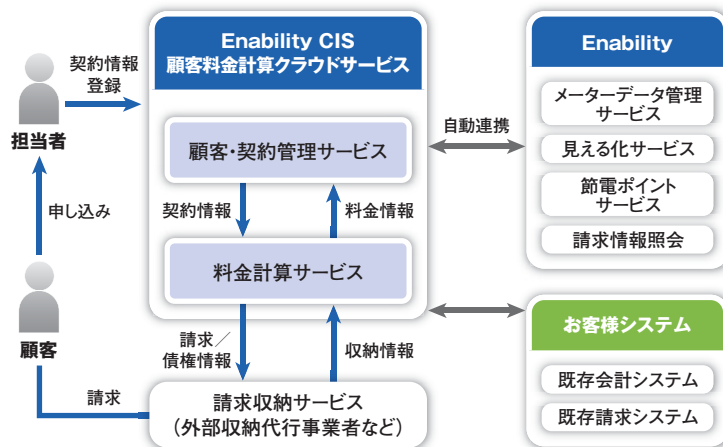 Enability CIS
顧客料金計算クラウドサービス
契約情報
登録
担当者
申し込み
顧客
請求
顧客・契約管理サービス
契約情報
料金情報
料金計算サービス
請求／
債権情報
収納情報
請求収納サービス
（外部収納代行事業者など）
自動連携
Enability
メーターデータ管理
サービス
見える化サービス
節電ポイント
サービス
請求情報照会
お客様システム
既存会計システム
既存請求システム